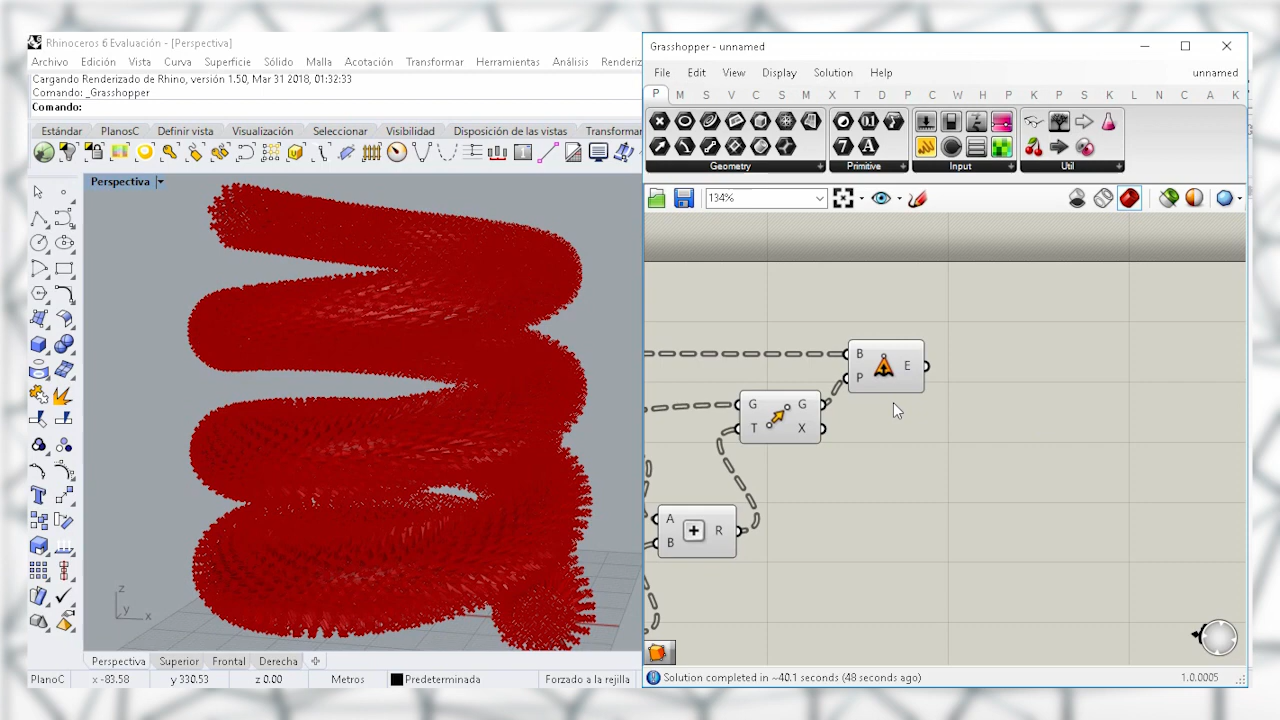 Rhinoceros 6 Evaluación - [Perspectiva]
Archivo Edición Vista Curva Superficie Sólido Malla Acotación Transformar Herramientas Análisis Renderiz
Cargando Renderizado de Rhino, versión 1.50, Mar 31 2018, 01:32:33
Comando: _Grasshopper
Comando:
Estándar PlanosC Definir vista Visualización Seleccionar Visibilidad Disposición de las vis Transformar
Perspectiva
z
y x
Perspectiva Superior Frontal Derecha
PlanoC x -83.58 y 330.53 z 0.00 Metros Predeterminada Forzado a la rejilla
Grasshopper - unnamed
File Edit View Display Solution Help unnamed
P M S V C S M X T D P C W H P K P S D L N C A K
Geometry Primitive Input Util
134%
B
P
E
G G
T X
A
B
R
Solution completed in ~40.1 seconds (48 seconds ago) 1.0.0005